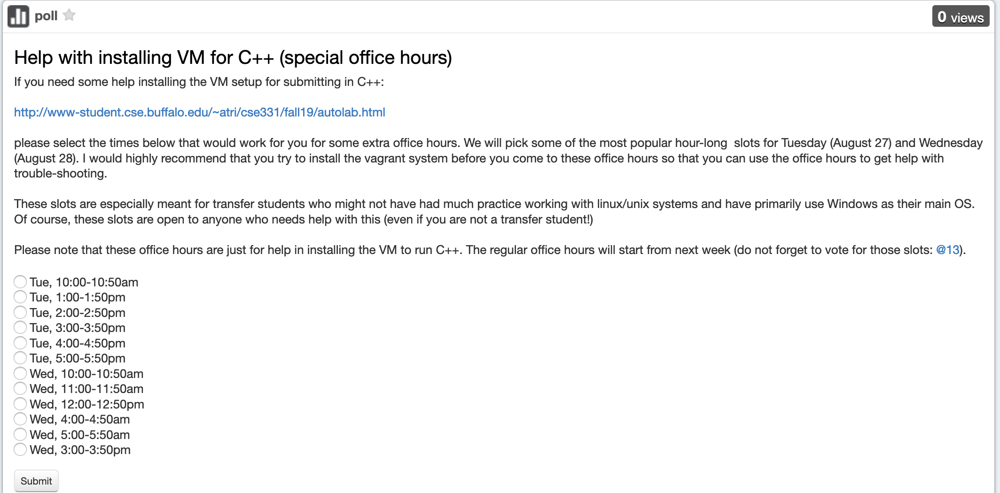 poll
0 views
Help with installing VM for C++ (special office hours)
If you need some help installing the VM setup for submitting in C++:
http://www-student.cse.buffalo.edu/~atri/cse331/fall19/autolab.html
please select the times below that would work for you for some extra office hours. We will pick some of the most popular hour-long  slots for Tuesday (August 27) and Wednesday
(August 28). I would highly recommend that you try to install the vagrant system before you come to these office hours so that you can use the office hours to get help with
trouble-shooting.
These slots are especially meant for transfer students who might not have had much practice working with linux/unix systems and have primarily use Windows as their main OS.
Of course, these slots are open to anyone who needs help with this (even if you are not a transfer student!)
Please note that these office hours are just for help in installing the VM to run C++. The regular office hours will start from next week (do not forget to vote for those slots: @13).
Tue, 10:00-10:50am
Tue, 1:00-1:50pm
Tue, 2:00-2:50pm
Tue, 3:00-3:50pm
Tue, 4:00-4:50pm
Tue, 5:00-5:50pm
Wed, 10:00-10:50am
Wed, 11:00-11:50am
Wed, 12:00-12:50pm
Wed, 4:00-4:50am
Wed, 5:00-5:50am
Wed, 3:00-3:50pm
Submit